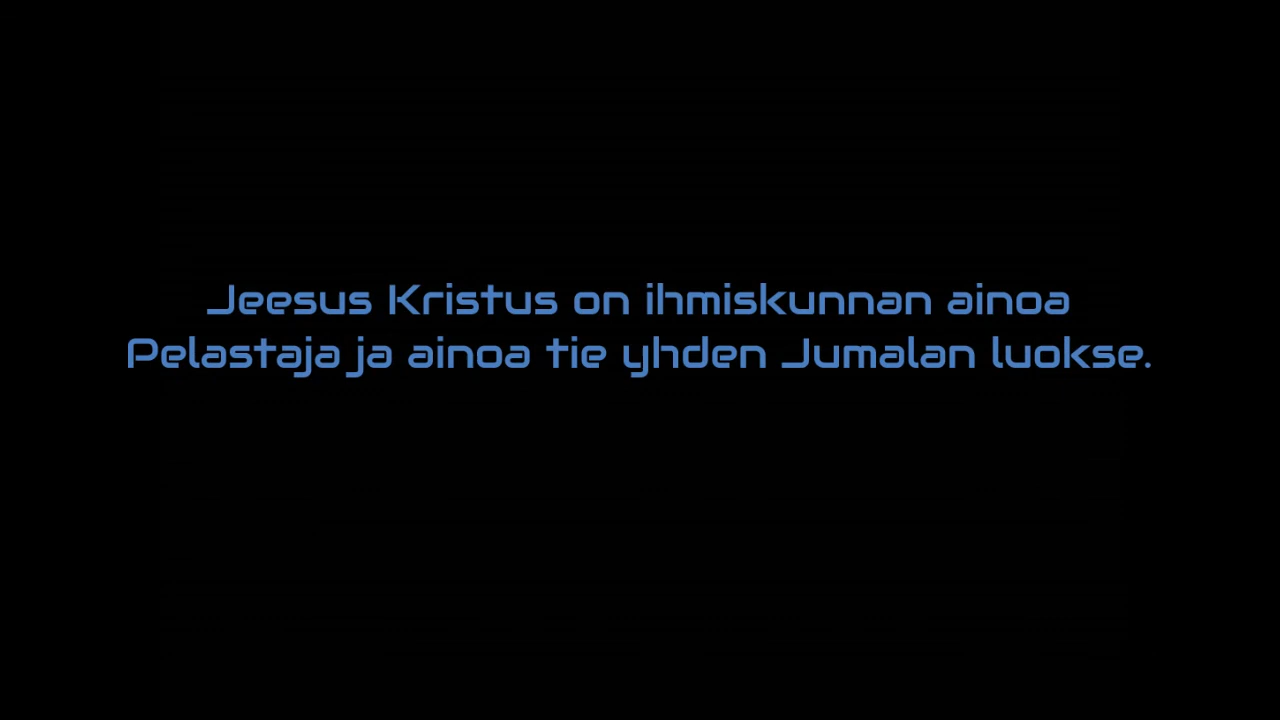 Jeesus Kristus on ihmiskunnan ainoa
Pelastaja ja ainoa tie yhden Jumalan luokse.